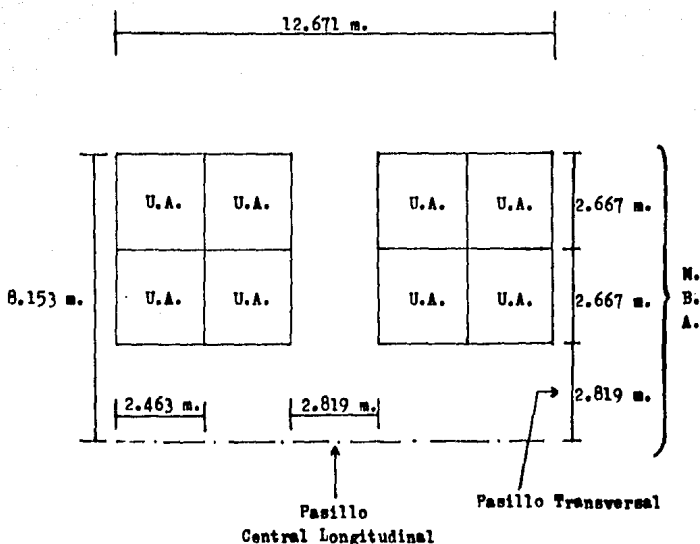 12.671 m.
U.A. U.A. U.A. U.A. 2.667 m.
8.153 m. U.A. U.A. U.A. U.A. 2.667 m.
M.
B.
A.
2.463 m. 2.819 m. 2.819 m.
Pasillo
Central Longitudinal
Pasillo Transversal